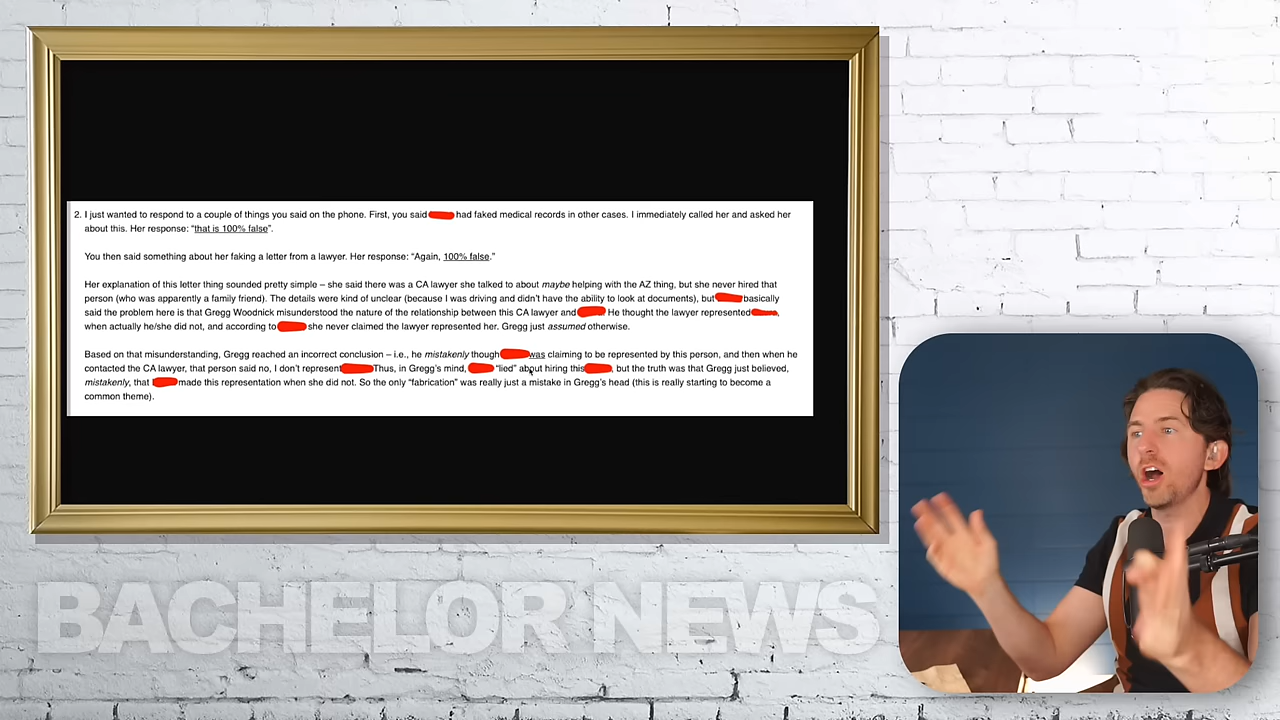 2. I just wanted to respond to a couple of things you said on the phone. First, you said had faked medical records in other cases. I immediately called her and asked her
about this. Her response: “that is 100% false”.
You then said something about her faking a letter from a lawyer. Her response: “Again, 100% false.”
Her explanation of this letter thing sounded pretty simple – she said there was a CA lawyer she talked to about maybe helping with the AZ thing, but she never hired that
person (who was apparently a family friend). The details were kind of unclear (because I was driving and didn’t have the ability to look at documents), but basically
said the problem here is that Gregg Woodnick misunderstood the nature of the relationship between this CA lawyer and He thought the lawyer represented
when actually he/she did not, and according to she never claimed the lawyer represented her. Gregg just assumed otherwise.
Based on that misunderstanding, Gregg reached an incorrect conclusion – i.e., he mistakenly though was claiming to be represented by this person, and then when he
contacted the CA lawyer, that person said no, I don’t represent Thus, in Gregg’s mind, “lied” about hiring this , but the truth was that Gregg just believed,
mistakenly, that made this representation when she did not. So the only “fabrication” was really just a mistake in Gregg’s head (this is really starting to become a
common theme).
BACHELOR NEWS